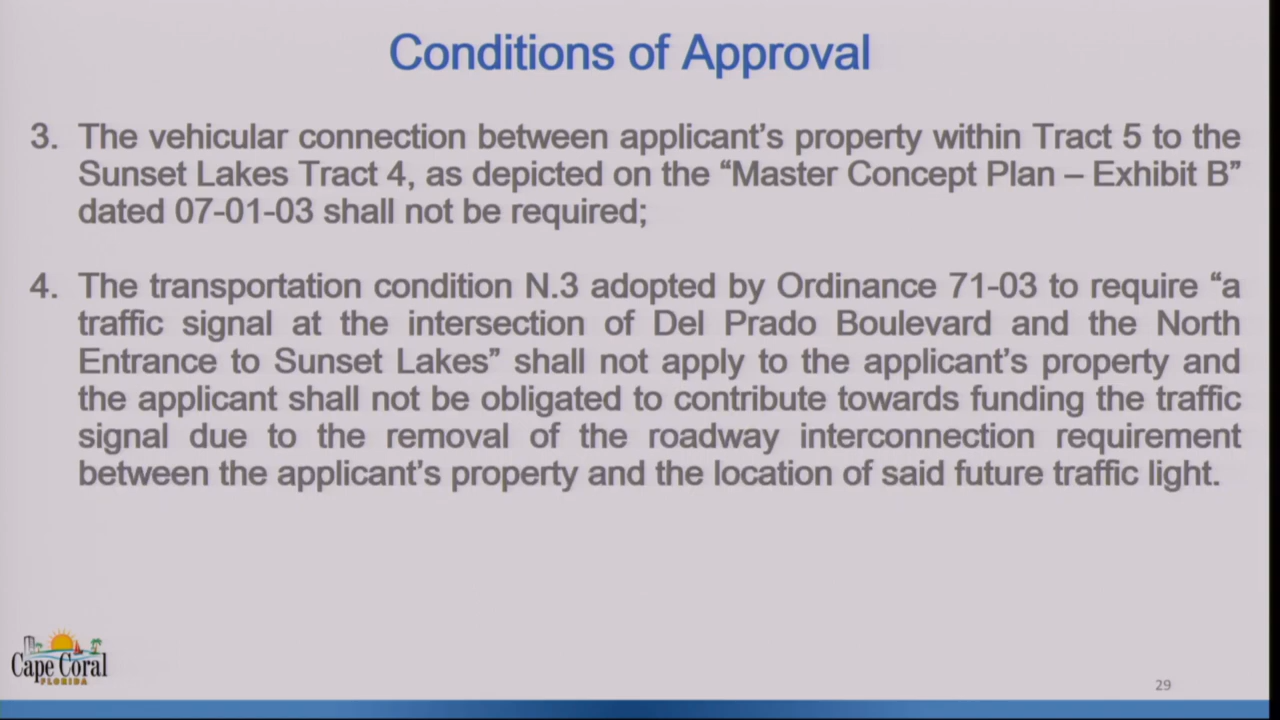 Conditions of Approval
3. The vehicular connection between applicant's property within Tract 5 to the
Sunset Lakes Tract 4, as depicted on the “Master Concept Plan – Exhibit B”
dated 07-01-03 shall not be required;
4. The transportation condition N.3 adopted by Ordinance 71-03 to require “a
traffic signal at the intersection of Del Prado Boulevard and the North
Entrance to Sunset Lakes” shall not apply to the applicant's property and
the applicant shall not be obligated to contribute towards funding the traffic
signal due to the removal of the roadway interconnection requirement
between the applicant's property and the location of said future traffic light.
Cape Coral
FLORIDA
29